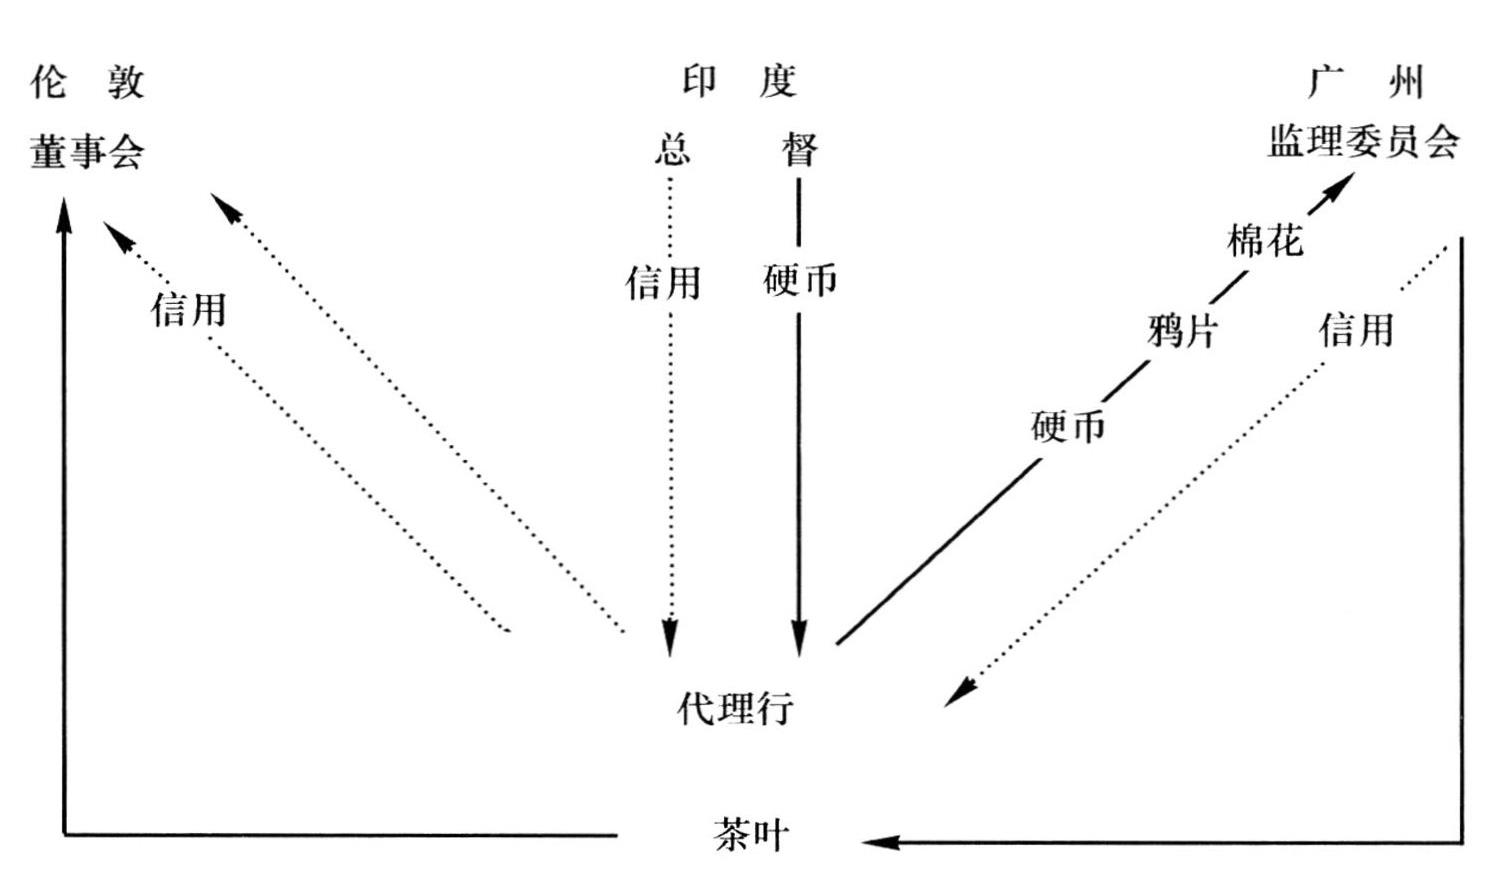 伦 敦
董事会
印 度
总 督
广 州
监理委员会
信用
信用
硬币
棉花
鸦片
硬币
信用
代理行
茶叶